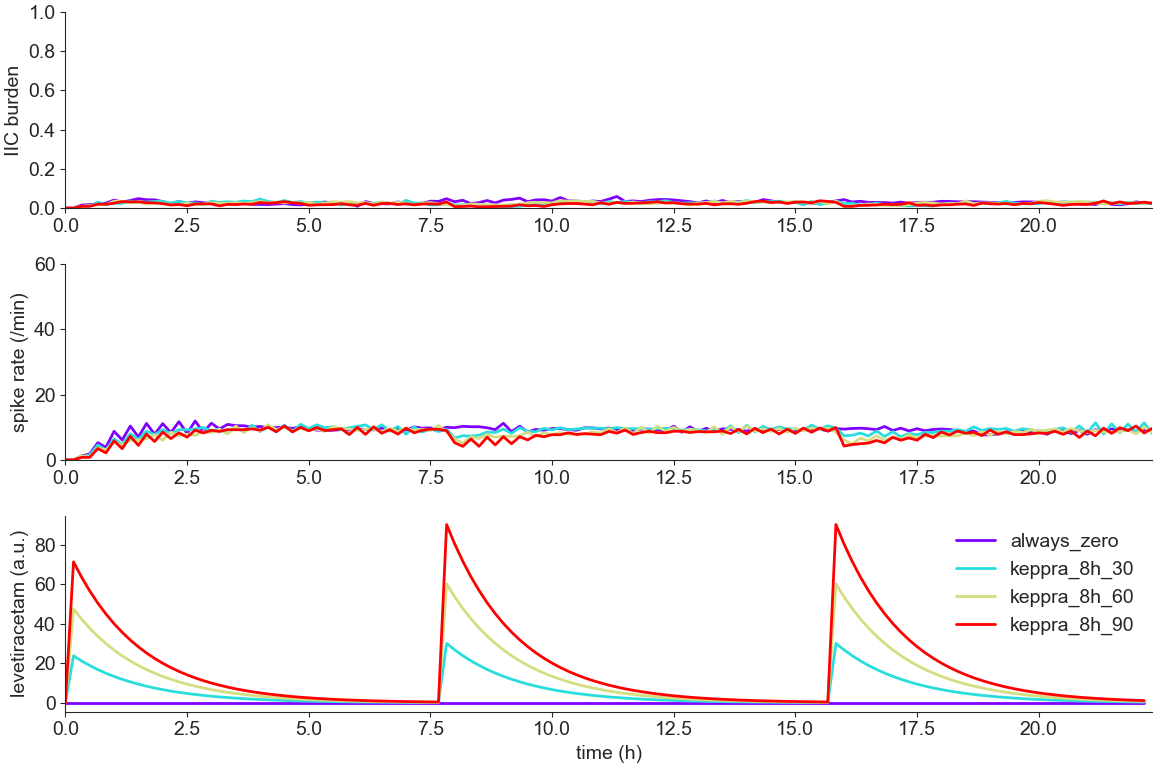 IIC burden
1.0
0.8
0.6
0.4
0.2
0.0
0.0 2.5 5.0 7.5 10.0 12.5 15.0 17.5 20.0
spike rate (/min)
60
40
20
0
0.0 2.5 5.0 7.5 10.0 12.5 15.0 17.5 20.0
levetiracetam (a.u.)
80
60
40
20
0
always_zero
keppra_8h_30
keppra_8h_60
keppra_8h_90
0.0 2.5 5.0 7.5 10.0 12.5 15.0 17.5 20.0
time (h)